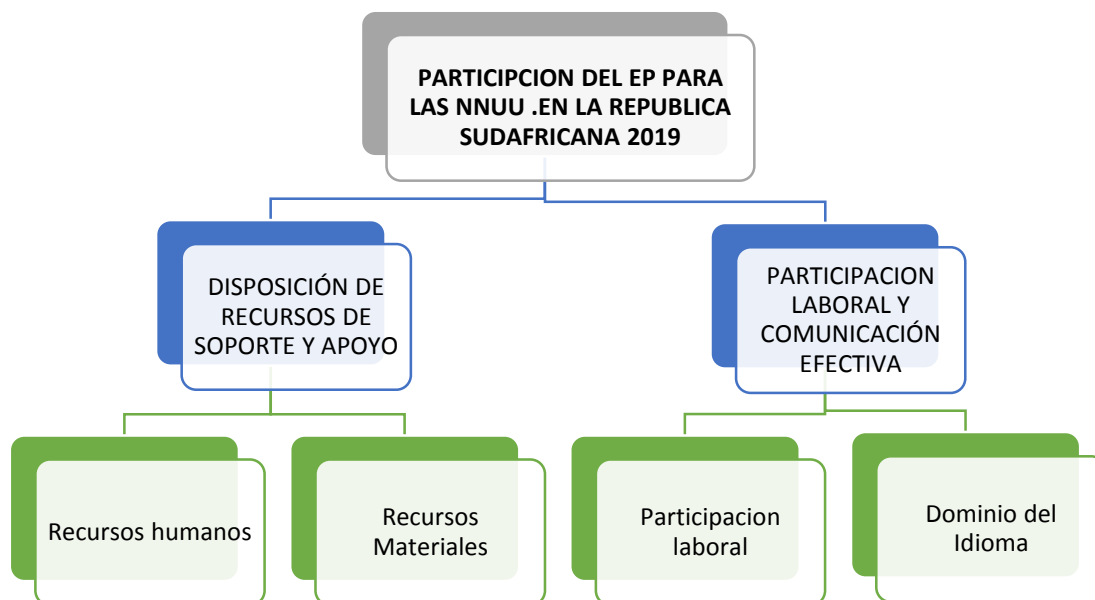 PARTICIPCION DEL EP PARA
LAS NNUU .EN LA REPUBLICA
SUDAFRICANA 2019
DISPOSICIÓN DE
RECURSOS DE
SOPORTE Y APOYO
PARTICIPACION
LABORAL Y
COMUNICACIÓN
EFECTIVA
Recursos humanos
Recursos
Materiales
Participacion
laboral
Dominio del
Idioma